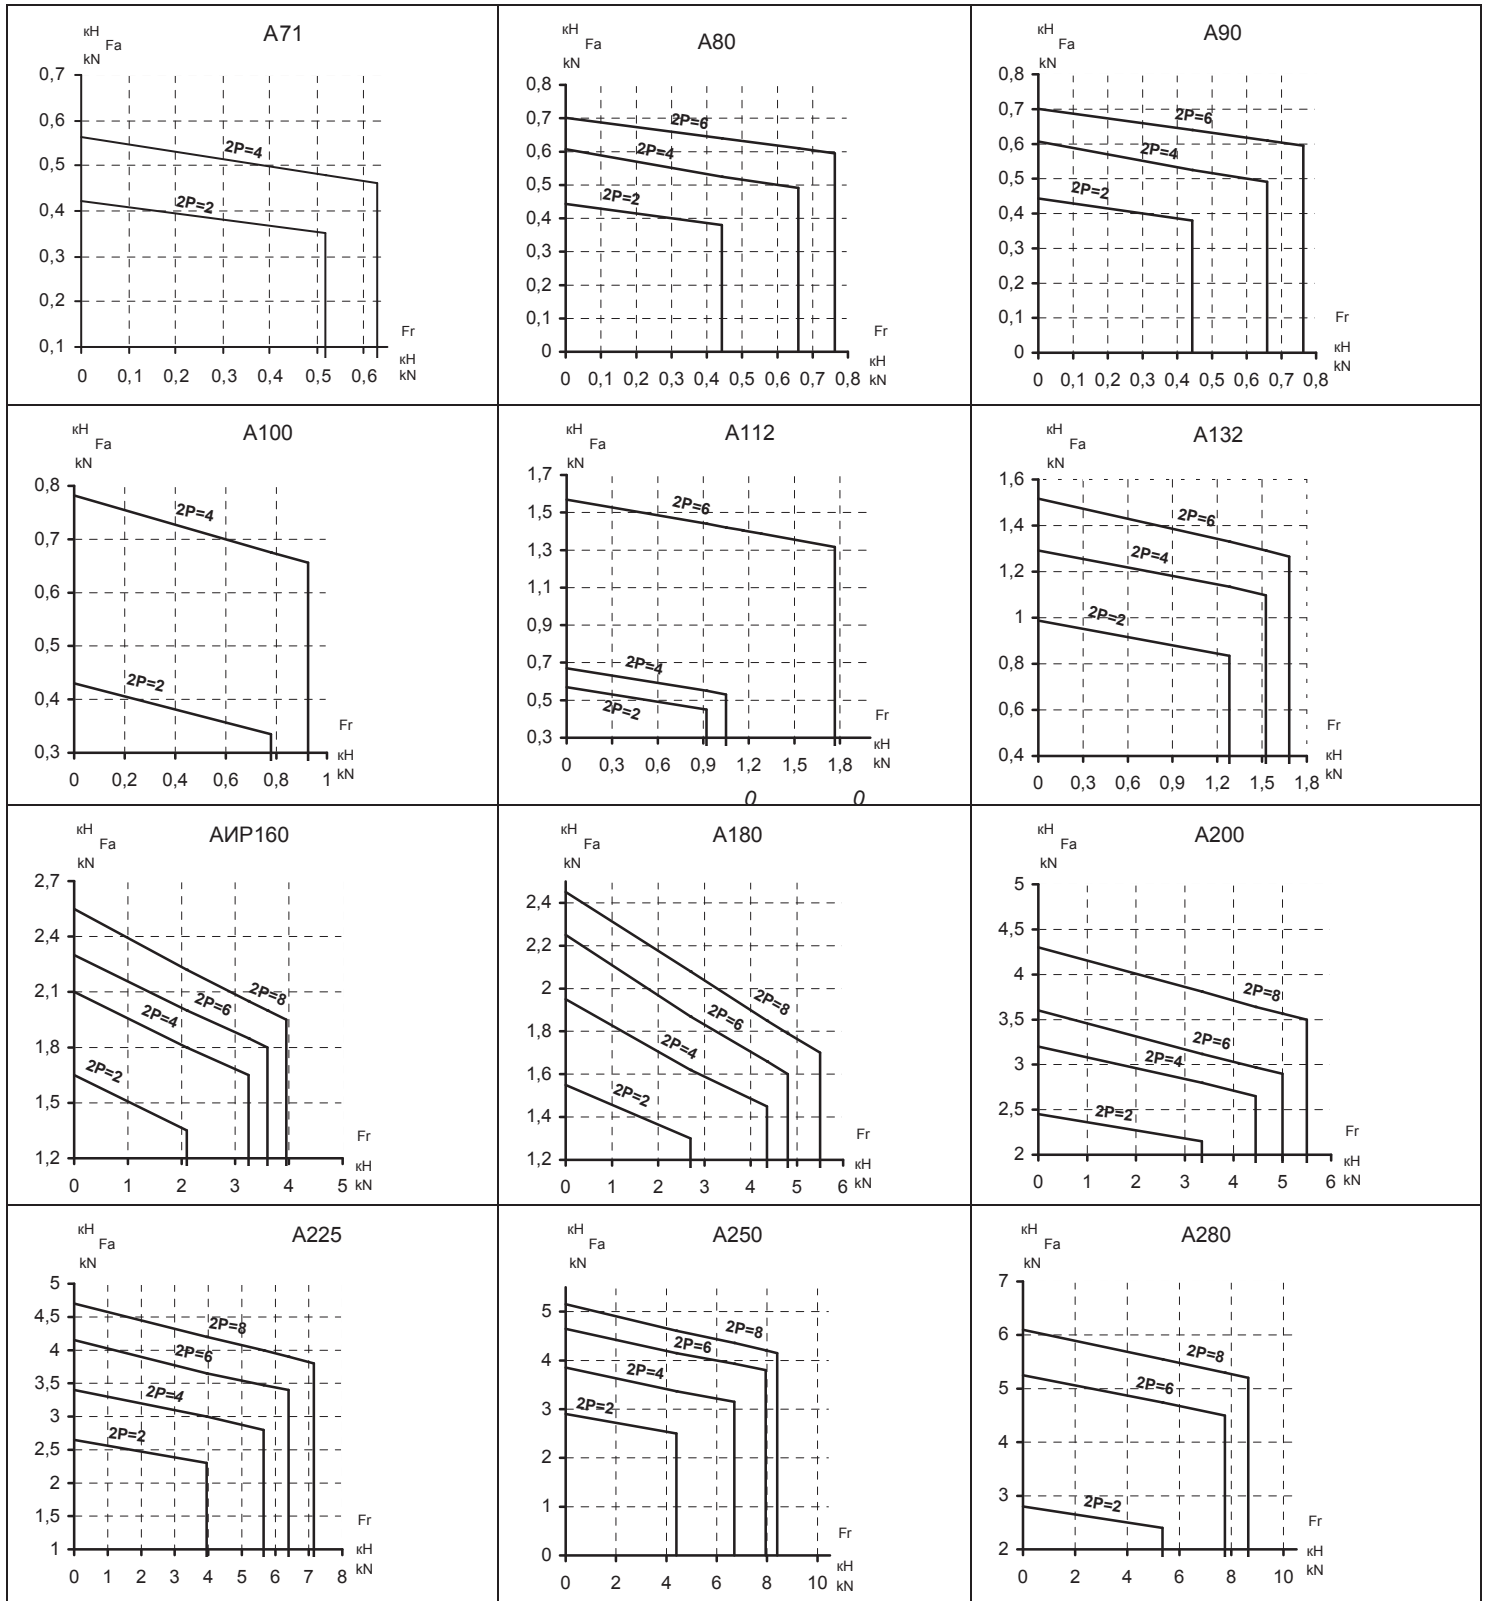 кН
Fa
kN
А71
0,7
0,6
0,5
0,4
0,3
0,2
0,1
2P=4
2P=2
Fr
кН
kN
0 0,1 0,2 0,3 0,4 0,5 0,6
кН
Fa
kN
А80
0,8
0,7
0,6
0,5
0,4
0,3
0,2
0,1
0
2P=6
2P=4
2P=2
Fr
кН
kN
0 0,1 0,2 0,3 0,4 0,5 0,6 0,7 0,8
кН
Fa
kN
А90
0,8
0,7
0,6
0,5
0,4
0,3
0,2
0,1
0
2P=6
2P=4
2P=2
Fr
кН
kN
0 0,1 0,2 0,3 0,4 0,5 0,6 0,7 0,8
кН
Fa
kN
А100
0,8
0,7
0,6
0,5
0,4
0,3
2P=4
2P=2
Fr
кН
kN
0 0,2 0,4 0,6 0,8 1
кН
Fa
kN
А112
1,7
1,5
1,3
1,1
0,9
0,7
0,5
0,3
2P=6
2P=4
2P=2
Fr
кН
kN
0 0,3 0,6 0,9 1,2 1,5 1,8
0 0
кН
Fa
kN
А132
1,6
1,4
1,2
1
0,8
0,6
0,4
2P=6
2P=4
2P=2
Fr
кН
kN
0 0,3 0,6 0,9 1,2 1,5 1,8
кН
Fa
kN
АИР160
2,7
2,4
2,1
1,8
1,5
1,2
2P=8
2P=6
2P=4
2P=2
Fr
кН
kN
0 1 2 3 4 5
кН
Fa
kN
А180
2,4
2,2
2
1,8
1,6
1,4
1,2
2P=8
2P=6
2P=4
2P=2
Fr
кН
kN
0 1 2 3 4 5 6
кН
Fa
kN
А200
5
4,5
4
3,5
3
2,5
2
2P=8
2P=6
2P=4
2P=2
Fr
кН
kN
0 1 2 3 4 5 6
кН
Fa
kN
А225
5
4,5
4
3,5
3
2,5
2
1,5
1
2P=8
2P=6
2P=4
2P=2
Fr
кН
kN
0 1 2 3 4 5 6 7 8
кН
Fa
kN
А250
5
4
3
2
1
0
2P=8
2P=6
2P=4
2P=2
Fr
кН
kN
0 2 4 6 8 10
кН
Fa
kN
А280
7
6
5
4
3
2
2P=8
2P=6
2P=2
Fr
кН
kN
0 2 4 6 8 10